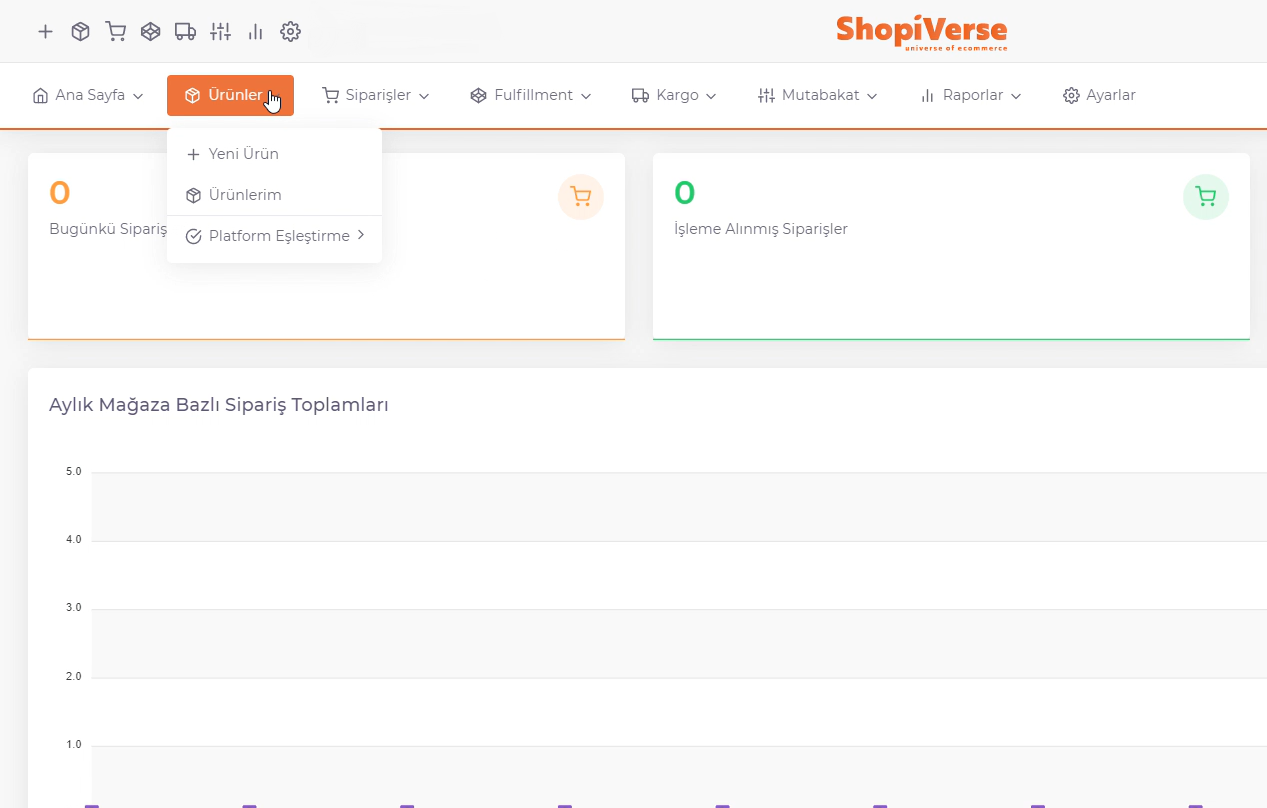 ShopiVerse
universe of ecommerce
Ana Sayfa
Ürünler
Siparişler
Fulfillment
Kargo
Mutabakat
Raporlar
Ayarlar
Yeni Ürün
Ürünlerim
Platform Eşleştirme
0
Bugünkü Sipariş
0
İşleme Alınmış Siparişler
Aylık Mağaza Bazlı Sipariş Toplamları
5.0
4.0
3.0
2.0
1.0